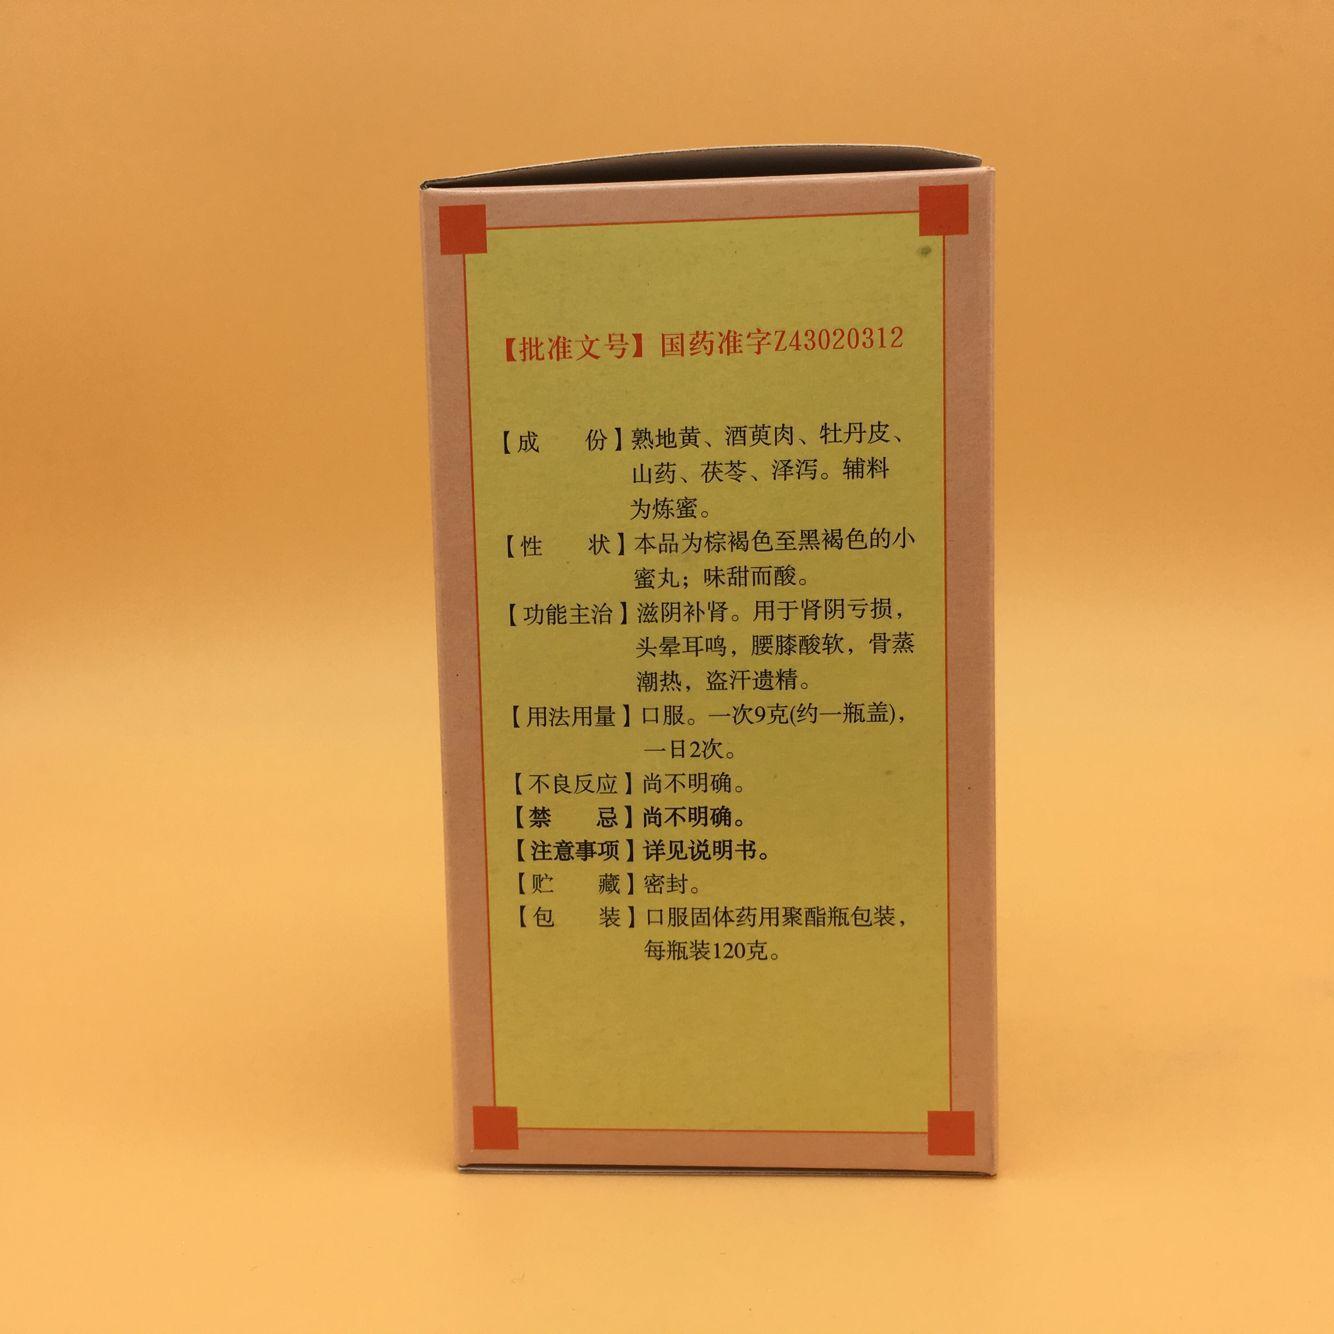 【批准文号】国药准字Z43020312
【成 份】熟地黄、酒萸肉、牡丹皮、
山药、茯苓、泽泻。辅料
为炼蜜。
【性 状】本品为棕褐色至黑褐色的小
蜜丸；味甜而酸。
【功能主治】滋阴补肾。用于肾阴亏损，
头晕耳鸣，腰膝酸软，骨蒸
潮热，盗汗遗精。
【用法用量】口服。一次9克(约一瓶盖)，
一日2次。
【不良反应】尚不明确。
【禁 忌】尚不明确。
【注意事项】详见说明书。
【贮 藏】密封。
【包 装】口服固体药用聚酯瓶包装，
每瓶装120克。